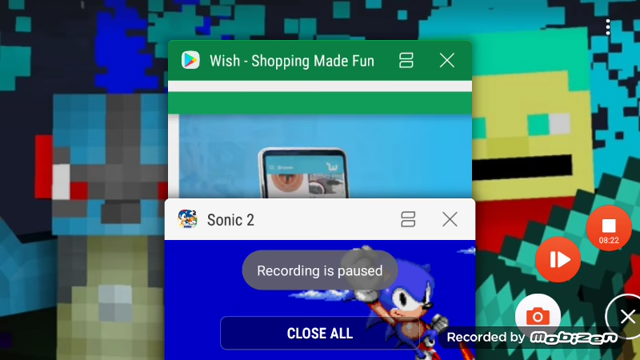 Wish - Shopping Made Fun
Sonic 2
Recording is paused
08:22
CLOSE ALL
Recorded by mobizen